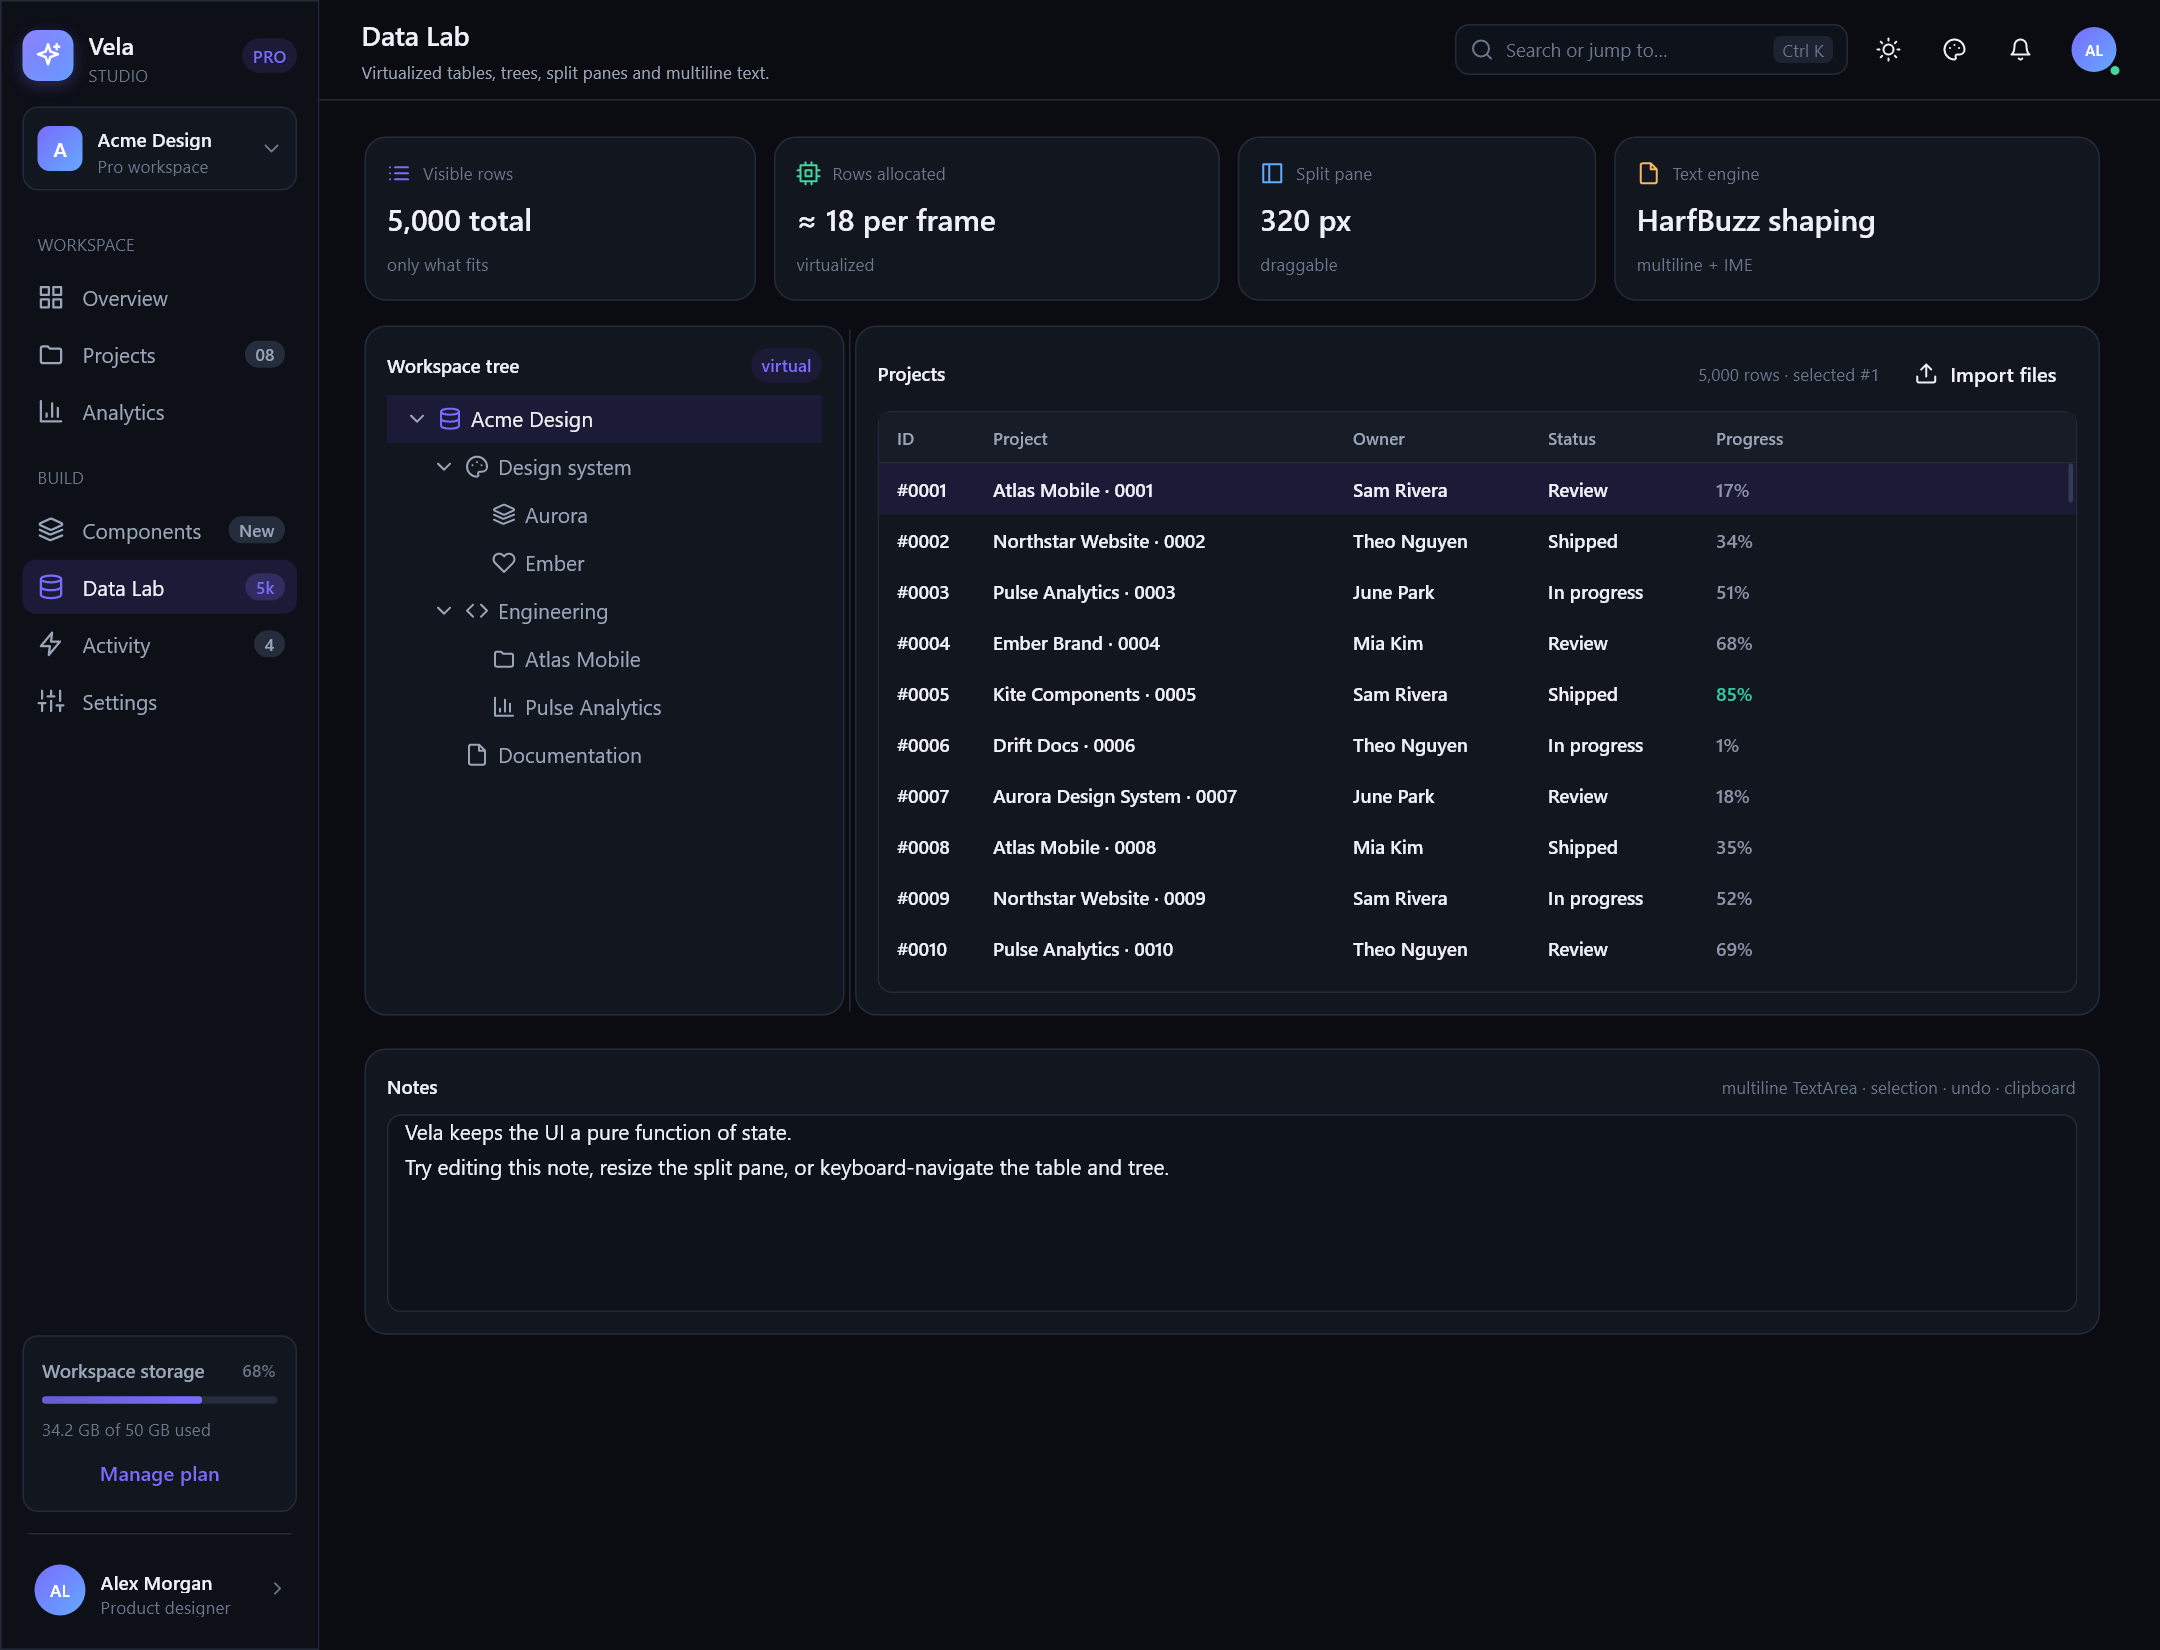 Vela
STUDIO
PRO
Acme Design
Pro workspace
WORKSPACE
Overview
Projects 08
Analytics
BUILD
Components New
Data Lab 5k
Activity 4
Settings
Workspace storage 68%
34.2 GB of 50 GB used
Manage plan
AL
Alex Morgan
Product designer
Data Lab
Virtualized tables, trees, split panes and multiline text.
Search or jump to... Ctrl K
AL
Visible rows
5,000 total
only what fits
Rows allocated
≈ 18 per frame
virtualized
Split pane
320 px
draggable
Text engine
HarfBuzz shaping
multiline + IME
Workspace tree virtual
Acme Design
Design system
Aurora
Ember
Engineering
Atlas Mobile
Pulse Analytics
Documentation
Projects 5,000 rows · selected #1 Import files
ID Project Owner Status Progress
#0001 Atlas Mobile · 0001 Sam Rivera Review 17%
#0002 Northstar Website · 0002 Theo Nguyen Shipped 34%
#0003 Pulse Analytics · 0003 June Park In progress 51%
#0004 Ember Brand · 0004 Mia Kim Review 68%
#0005 Kite Components · 0005 Sam Rivera Shipped 85%
#0006 Drift Docs · 0006 Theo Nguyen In progress 1%
#0007 Aurora Design System · 0007 June Park Review 18%
#0008 Atlas Mobile · 0008 Mia Kim Shipped 35%
#0009 Northstar Website · 0009 Sam Rivera In progress 52%
#0010 Pulse Analytics · 0010 Theo Nguyen Review 69%
Notes multiline TextArea · selection · undo · clipboard
Vela keeps the UI a pure function of state.
Try editing this note, resize the split pane, or keyboard-navigate the table and tree.
A